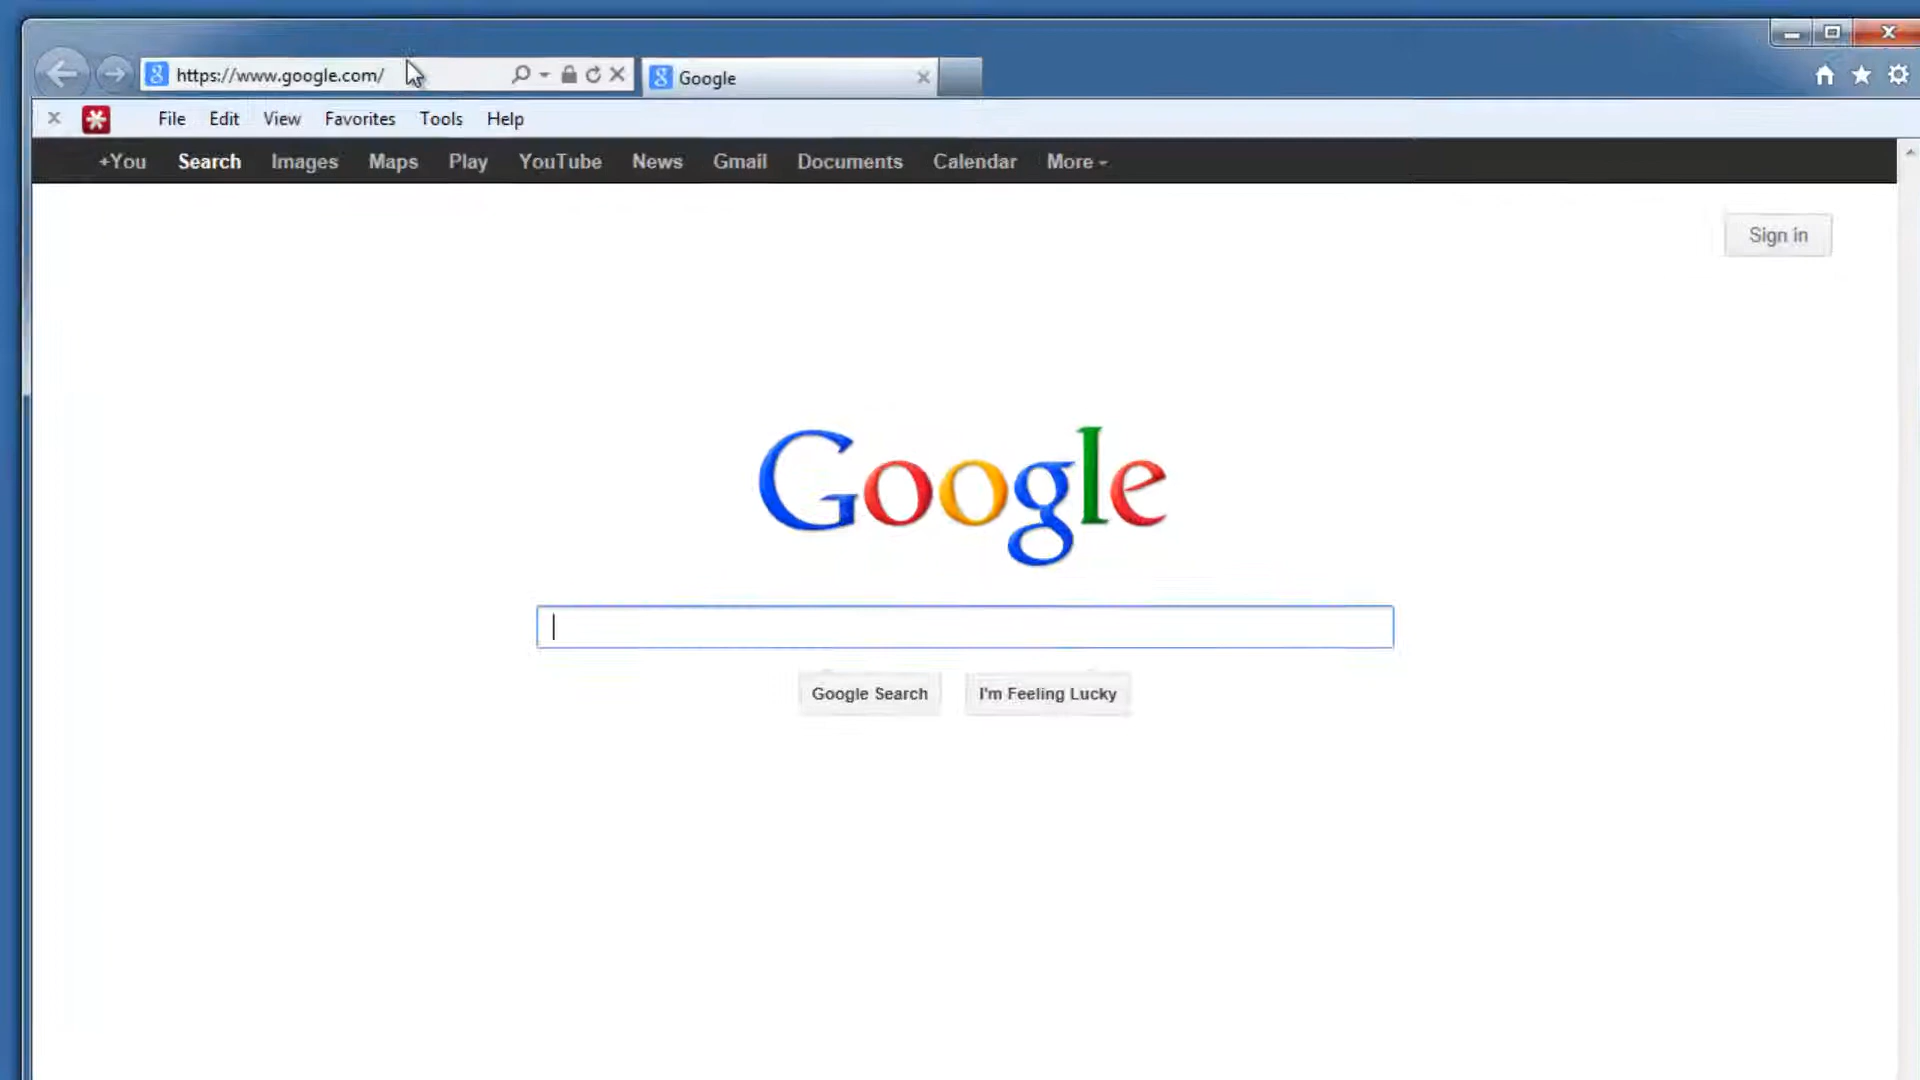 https://www.google.com/
Google
File Edit View Favorites Tools Help
+You Search Images Maps Play YouTube News Gmail Documents Calendar More
Sign in
Google
Google Search I'm Feeling Lucky